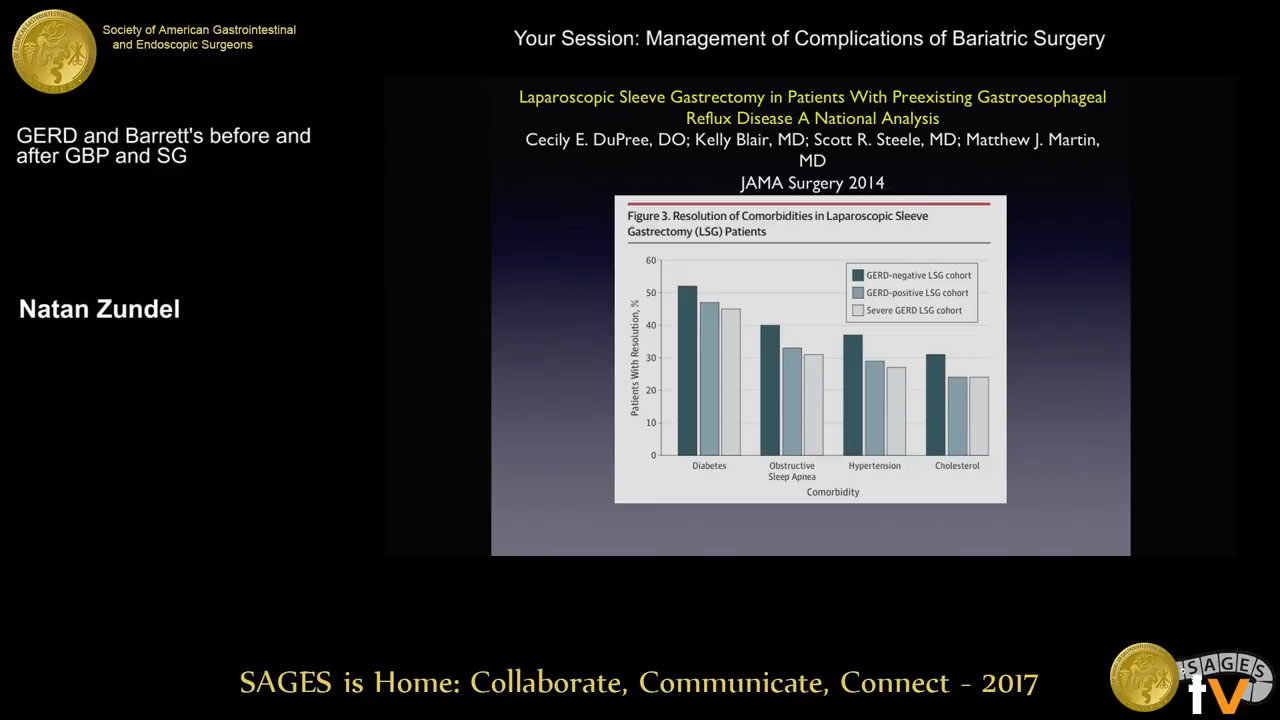 Society of American Gastrointestinal
and Endoscopic Surgeons
Your Session: Management of Complications of Bariatric Surgery
GERD and Barrett's before and
after GBP and SG
Natan Zundel
Laparoscopic Sleeve Gastrectomy in Patients With Preexisting Gastroesophageal
Reflux Disease A National Analysis
Cecily E. DuPree, DO; Kelly Blair, MD; Scott R. Steele, MD; Matthew J. Martin,
MD
JAMA Surgery 2014
Figure 3. Resolution of Comorbidities in Laparoscopic Sleeve
Gastrectomy (LSG) Patients
GERD-negative LSG cohort
GERD-positive LSG cohort
Severe GERD LSG cohort
Patients With Resolution, %
60
50
40
30
20
10
0
Diabetes
Obstructive
Sleep Apnea
Hypertension
Cholesterol
Comorbidity
SAGES is Home: Collaborate, Communicate, Connect - 2017
SAGES
tv